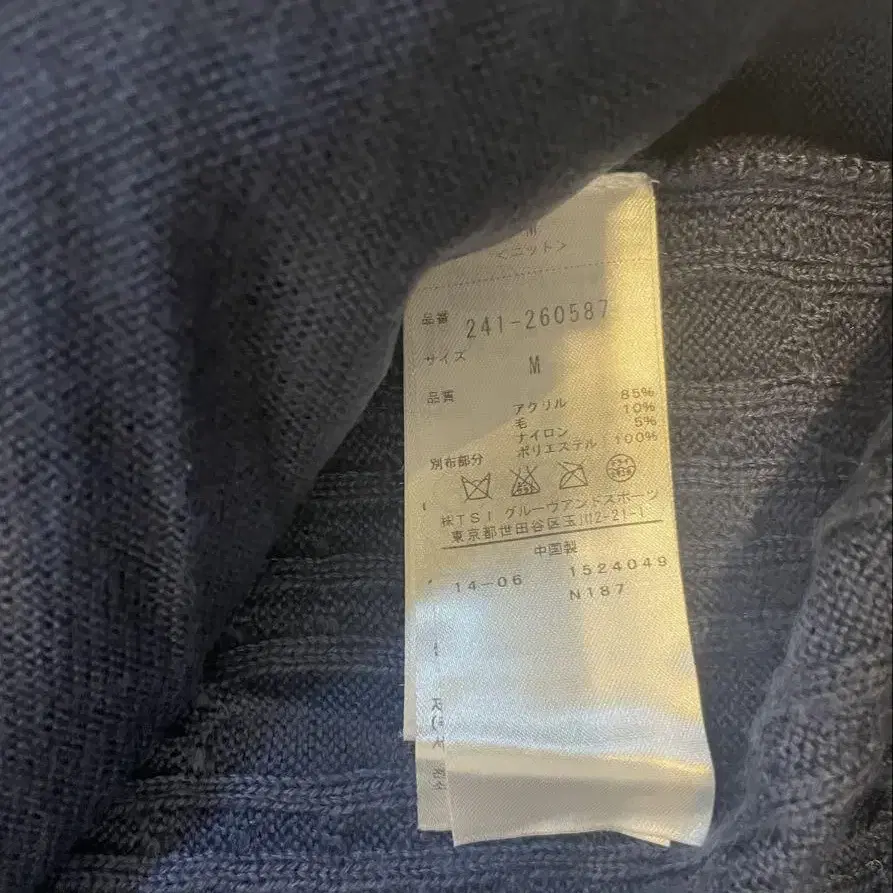 M
<ニット>
品番 241-260587
サイズ M
品質
アクリル 85%
毛 10%
ナイロン 5%
別布部分 ポリエステル 100%
㈱TSI グルーヴアンドスポーツ
東京都世田谷区玉川2-21-1
中国製
14-06 1524049
N187